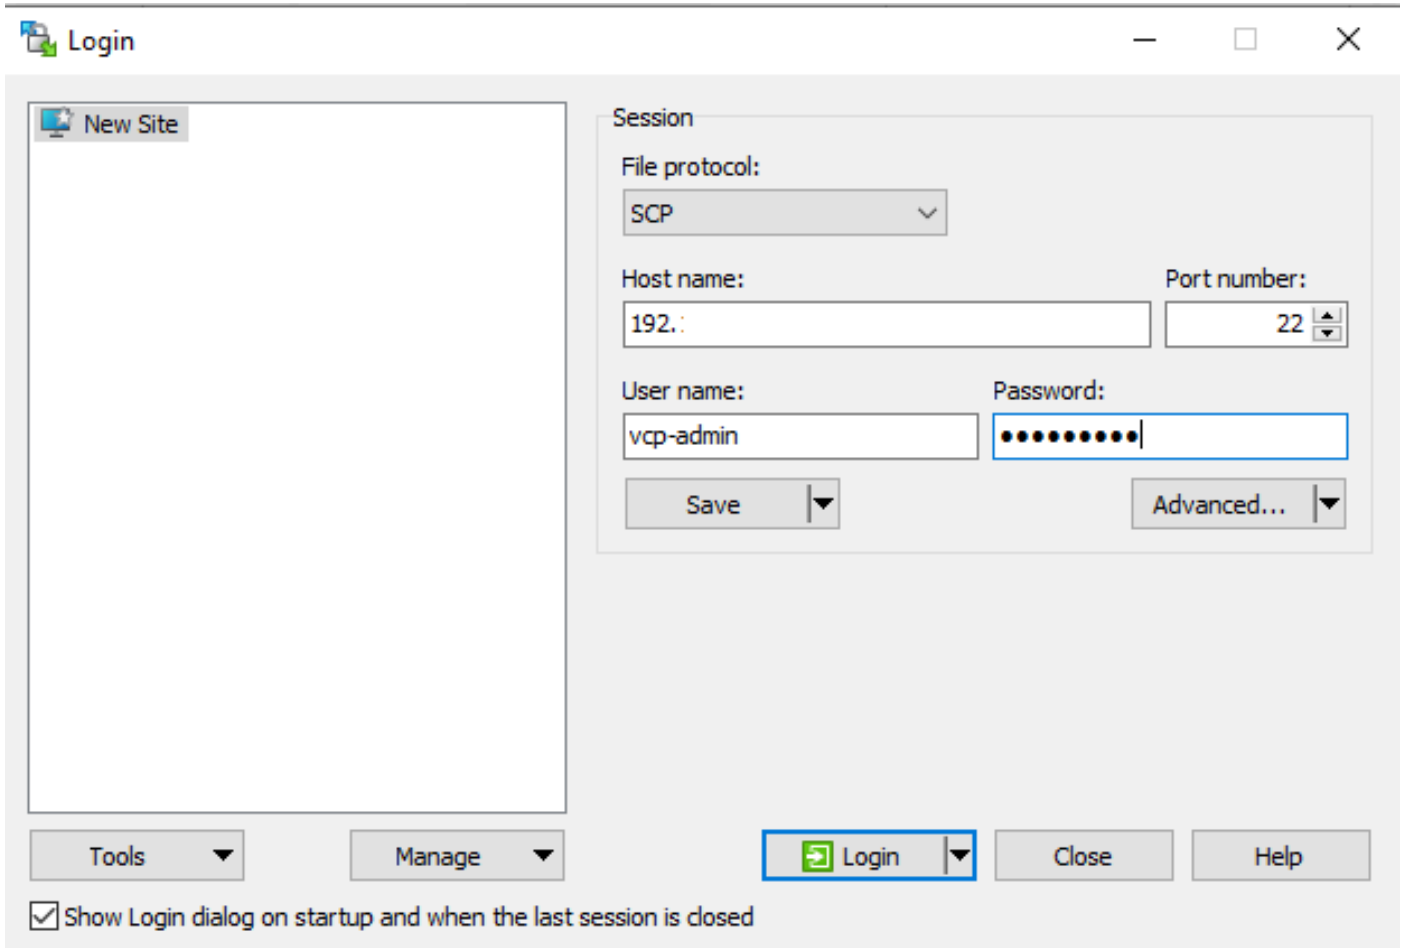 Login
New Site
Session
File protocol:
SCP
Host name:
Port number:
192.
22
User name:
Password:
vcp-admin
•••••••••
Save
Advanced...
Tools
Manage
Login
Close
Help
Show Login dialog on startup and when the last session is closed